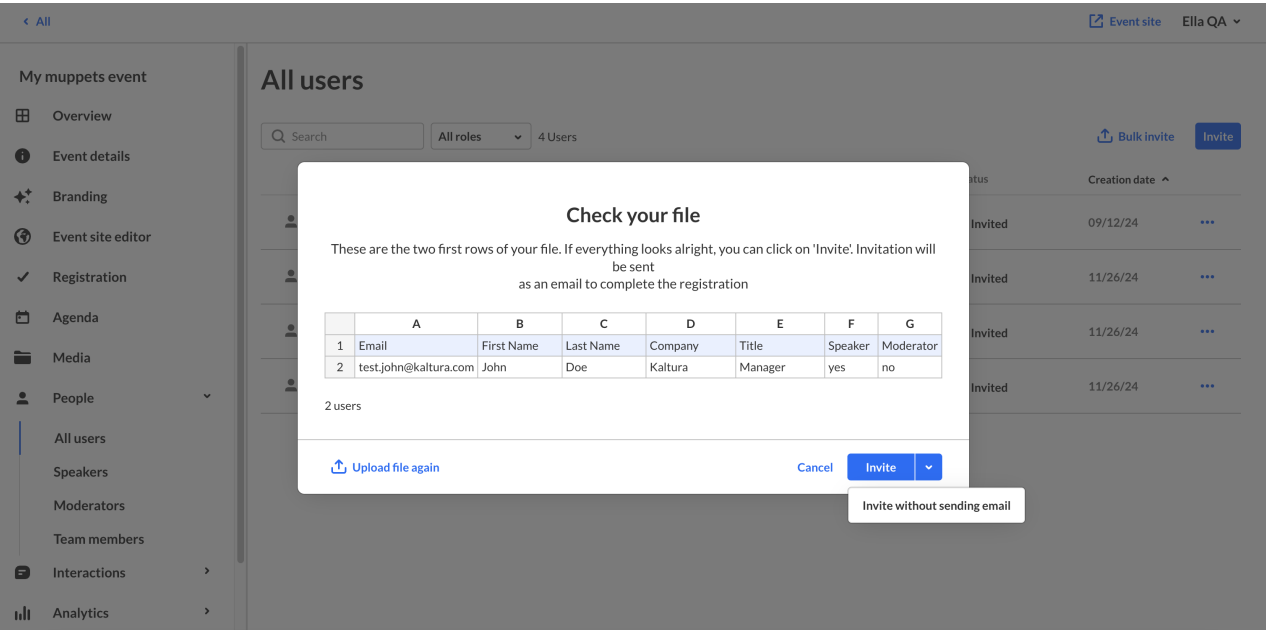 All
Event site
Ella QA
My muppets event
Overview
Event details
Branding
Event site editor
Registration
Agenda
Media
People
All users
Speakers
Moderators
Team members
Interactions
Analytics
All users
Search
All roles
4 Users
Bulk invite
Invite
atus
Creation date
Invited
09/12/24
Invited
11/26/24
Invited
11/26/24
Invited
11/26/24
Check your file
These are the two first rows of your file. If everything looks alright, you can click on 'Invite'. Invitation will
be sent
as an email to complete the registration
A B C D E F G
1 Email First Name Last Name Company Title Speaker Moderator
2 test.john@kaltura.com John Doe Kaltura Manager yes no
2 users
Upload file again
Cancel
Invite
Invite without sending email